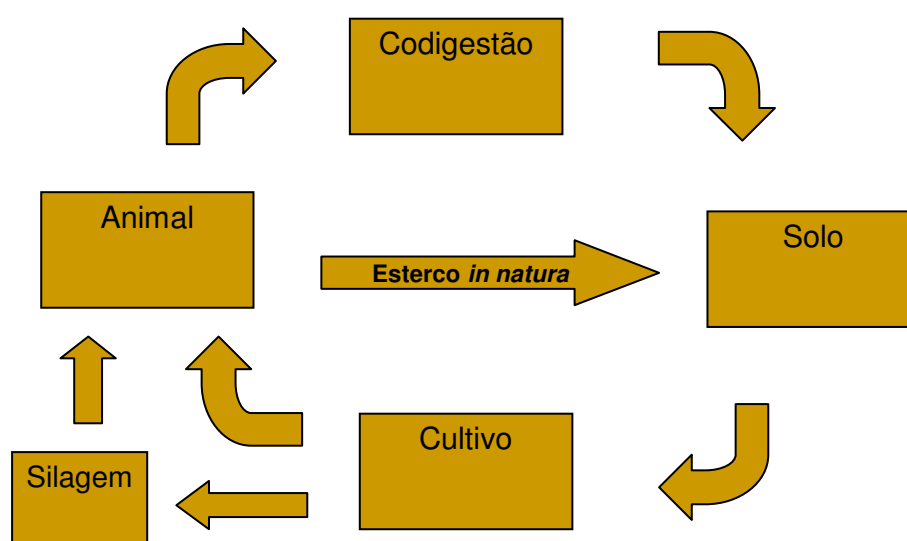 Codigestão
Animal
Solo
Esterco in natura
Cultivo
Silagem